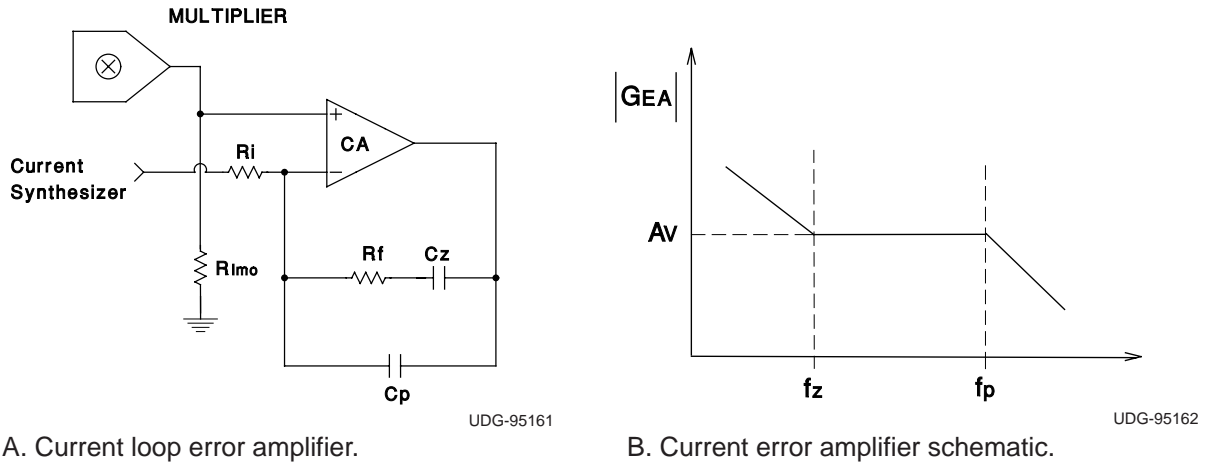 MULTIPLIER
CA
Ri
Current
Synthesizer
Rf
Cz
RImo
Cp
UDG-95161
A. Current loop error amplifier.
|GEA|
AV
fz
fp
UDG-95162
B. Current error amplifier schematic.